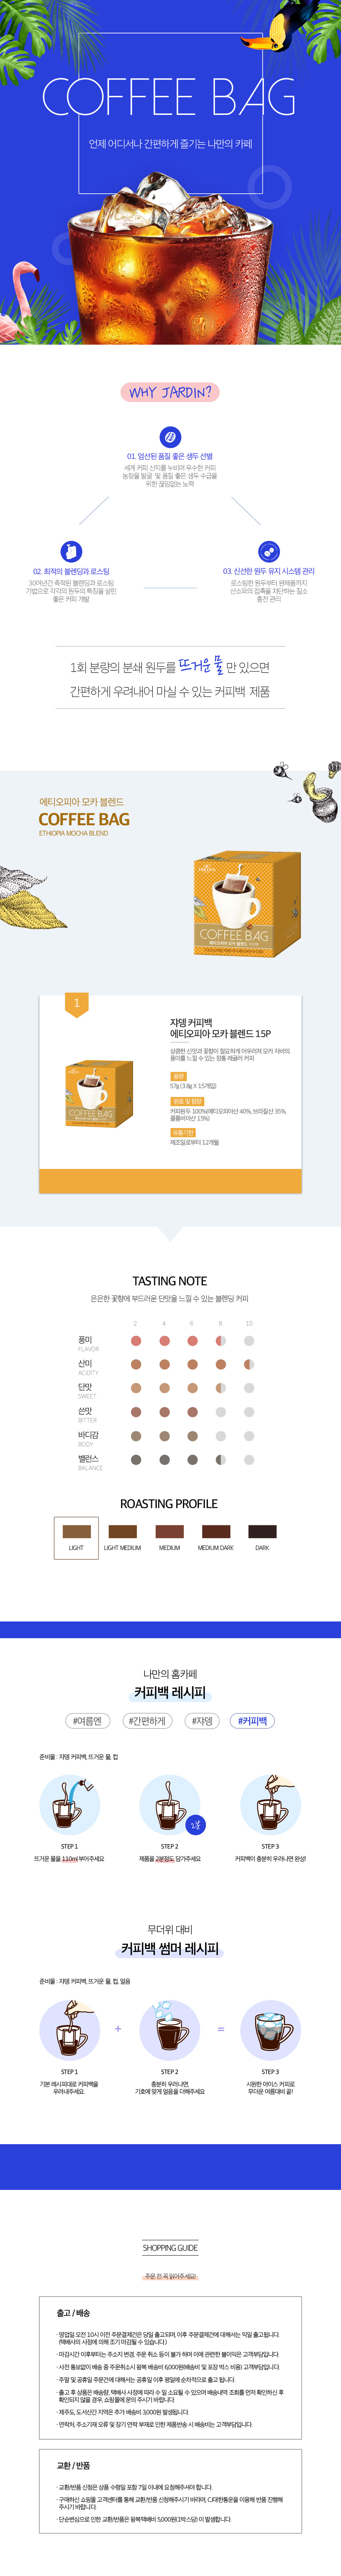 COFFEE BAG
언제 어디서나 간편하게 즐기는 나만의 카페
WHY JARDIN?
01. 엄선된 품질 좋은 생두 선별
세계 커피 산지를 누비며 우수한 커피
농장을 발굴 및 품질 좋은 생두 수급을
위한 끊임없는 노력
02. 최적의 블렌딩과 로스팅
30여년간 축적된 블렌딩과 로스팅
기법으로 각각의 원두의 특징을 살린
좋은 커피 개발
03. 신선한 원두 유지 시스템 관리
로스팅한 원두부터 완제품까지
산소와의 접촉을 차단하는 질소
충전 관리
1회 분량의 분쇄 원두를 뜨거운 물 만 있으면
간편하게 우려내어 마실 수 있는 커피백 제품
에티오피아 모카 블렌드
COFFEE BAG
ETHIOPIA MOCHA BLEND
JARDIN
COFFEE BAG
에티오피아 모카 블렌드
1
쟈뎅 커피백
에티오피아 모카 블렌드 15P
상큼한 신맛과 꽃향이 절묘하게 어우러져 모카 자바의
풍미를 느낄 수 있는 정통 레귤러 커피
용량
57g (3.8g X 15개입)
원료 및 함량
커피원두 100%(에티오피아산 40%, 브라질산 35%,
콜롬비아산 15%)
유통기한
제조일로부터 12개월
COFFEE BAG
TASTING NOTE
은은한 꽃향에 부드러운 단맛을 느낄 수 있는 블렌딩 커피
2 4 6 8 10
풍미
FLAVOR
산미
ACIDITY
단맛
SWEET
쓴맛
BITTER
바디감
BODY
밸런스
BALANCE
ROASTING PROFILE
LIGHT LIGHT MEDIUM MEDIUM MEDIUM DARK DARK
나만의 홈카페
커피백 레시피
#여름엔 #간편하게 #쟈뎅 #커피백
준비물 : 쟈뎅 커피백, 뜨거운 물, 컵
2분
STEP 1 STEP 2 STEP 3
뜨거운 물을 110ml 부어주세요 제품을 2분정도 담가주세요 커피백이 충분히 우러나면 완성!
무더위 대비
커피백 썸머 레시피
준비물 : 쟈뎅 커피백, 뜨거운 물, 컵, 얼음
+ =
STEP 1 STEP 2 STEP 3
기본 레시피대로 커피백을 충분히 우러나면, 시원한 아이스 커피로
우려내주세요. 기호에 맞게 얼음을 더해주세요 무더운 여름대비 끝!
SHOPPING GUIDE
주문 전 꼭 읽어주세요!
출고 / 배송
· 영업일 오전 10시 이전 주문결제건은 당일 출고되며, 이후 주문결제건에 대해서는 익일 출고됩니다.
(택배사의 사정에 의해 조기 마감될 수 있습니다.)
· 마감시간 이후부터는 주소지 변경, 주문 취소 등이 불가 하며 이에 관련한 불이익은 고객부담입니다.
· 사전 통보없이 배송 중 주문취소시 왕복 배송비 6,000원(배송비 및 포장 박스 비용) 고객부담입니다.
· 주말 및 공휴일 주문건에 대해서는 공휴일 이후 평일에 순차적으로 출고 됩니다.
· 출고 후 상품은 배송량, 택배사 사정에 따라 수 일 소요될 수 있으며 배송내역 조회를 먼저 확인하신 후
확인되지 않을 경우, 쇼핑몰에 문의 주시기 바랍니다.
· 제주도, 도서산간 지역은 추가 배송비 3,000원 발생됩니다.
· 연락처, 주소기재 오류 및 장기 연락 부재로 인한 제품반송 시 배송비는 고객부담입니다.
교환 / 반품
· 교환/반품 신청은 상품 수령일 포함 7일 이내에 요청해주셔야 합니다.
· 구매하신 쇼핑몰 고객센터를 통해 교환/반품 신청해주시기 바라며, CJ대한통운을 이용해 반품 진행해
주시기 바랍니다.
· 단순변심으로 인한 교환/반품은 왕복택배비 5,000원(1박스당) 이 발생합니다.